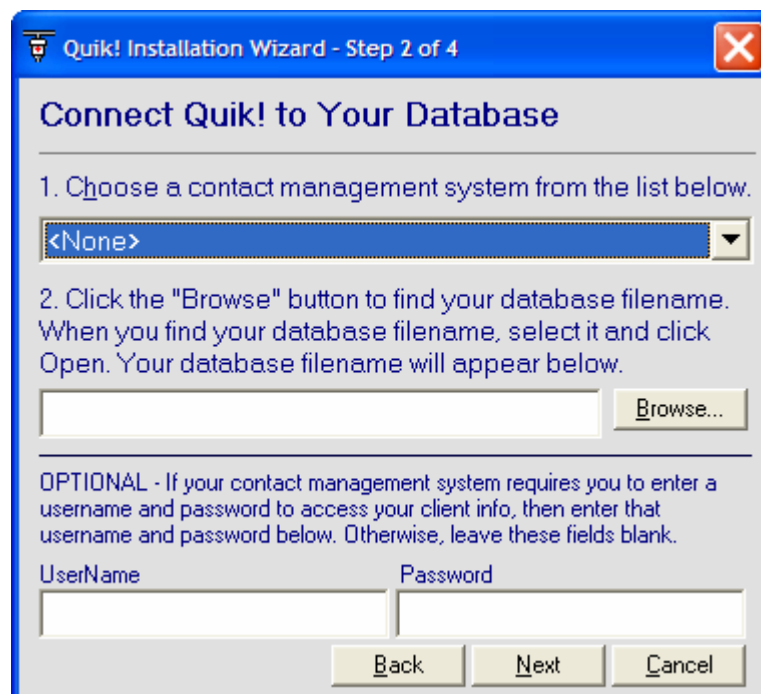 Quik! Installation Wizard - Step 2 of 4
Connect Quik! to Your Database
1. Choose a contact management system from the list below.
<None>
2. Click the "Browse" button to find your database filename.
When you find your database filename, select it and click
Open. Your database filename will appear below.
Browse...
OPTIONAL - If your contact management system requires you to enter a
username and password to access your client info, then enter that
username and password below. Otherwise, leave these fields blank.
UserName Password
Back Next Cancel